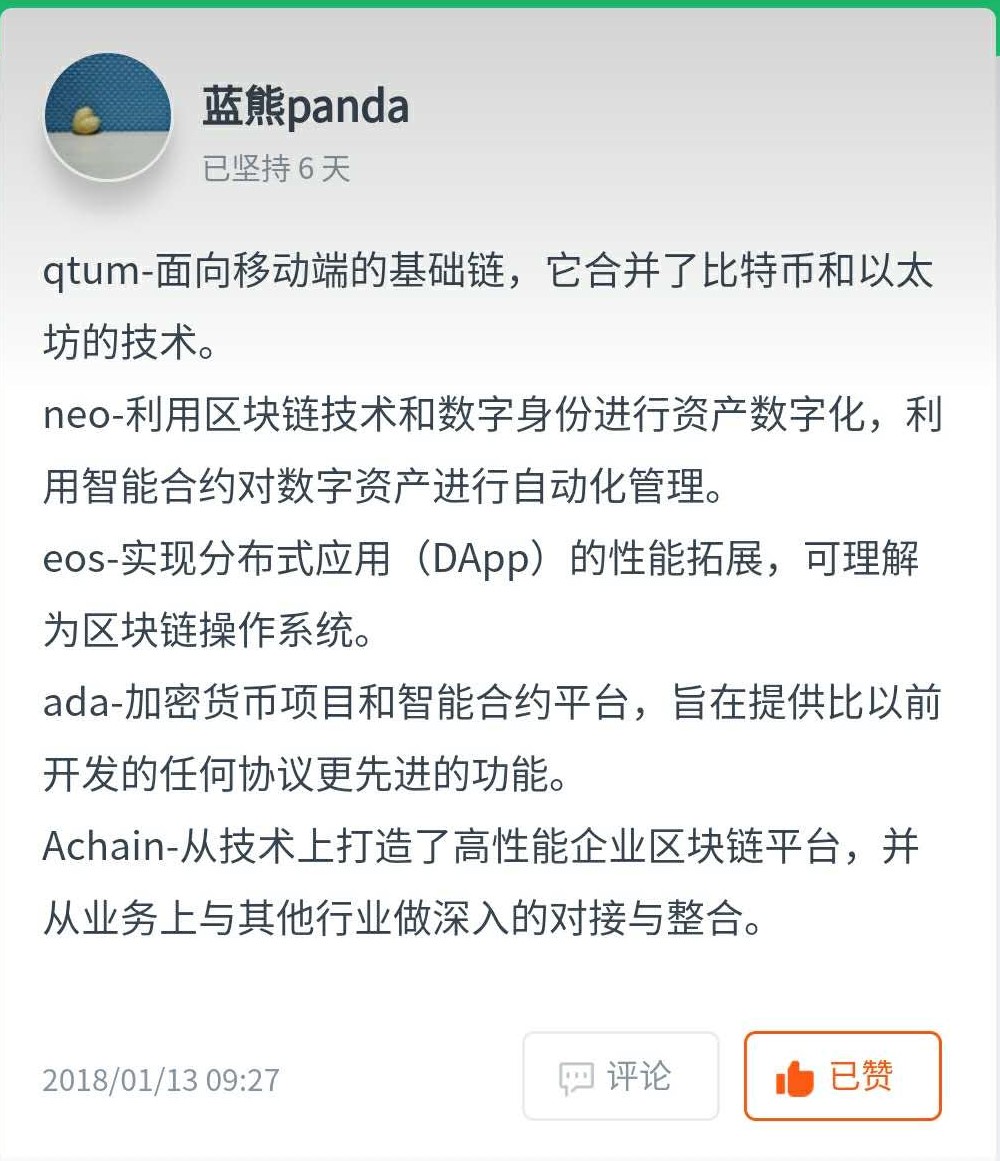 蓝熊panda
已坚持 6 天
qtum-面向移动端的基础链，它合并了比特币和以太
坊的技术。
neo-利用区块链技术和数字身份进行资产数字化，利
用智能合约对数字资产进行自动化管理。
eos-实现分布式应用（DApp）的性能拓展，可理解
为区块链操作系统。
ada-加密货币项目和智能合约平台，旨在提供比以前
开发的任何协议更先进的功能。
Achain-从技术上打造了高性能企业区块链平台，并
从业务上与其他行业做深入的对接与整合。
2018/01/13 09:27
评论
已赞